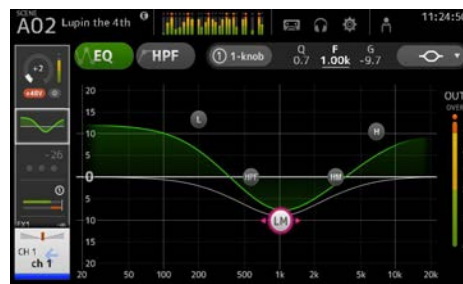 SCENE
A02 Lupin the 4th 11:24:50
EQ HPF 1 1-knob Q 0.7 F 1.00k G -9.7
+2
+48V
-26
CH 1
ch 1
OUT
OVER
20
15
10
5
0
5
10
15
20
L
H
HPF
HM
LM
20 50 100 200 500 1k 2k 5k 10k 20k